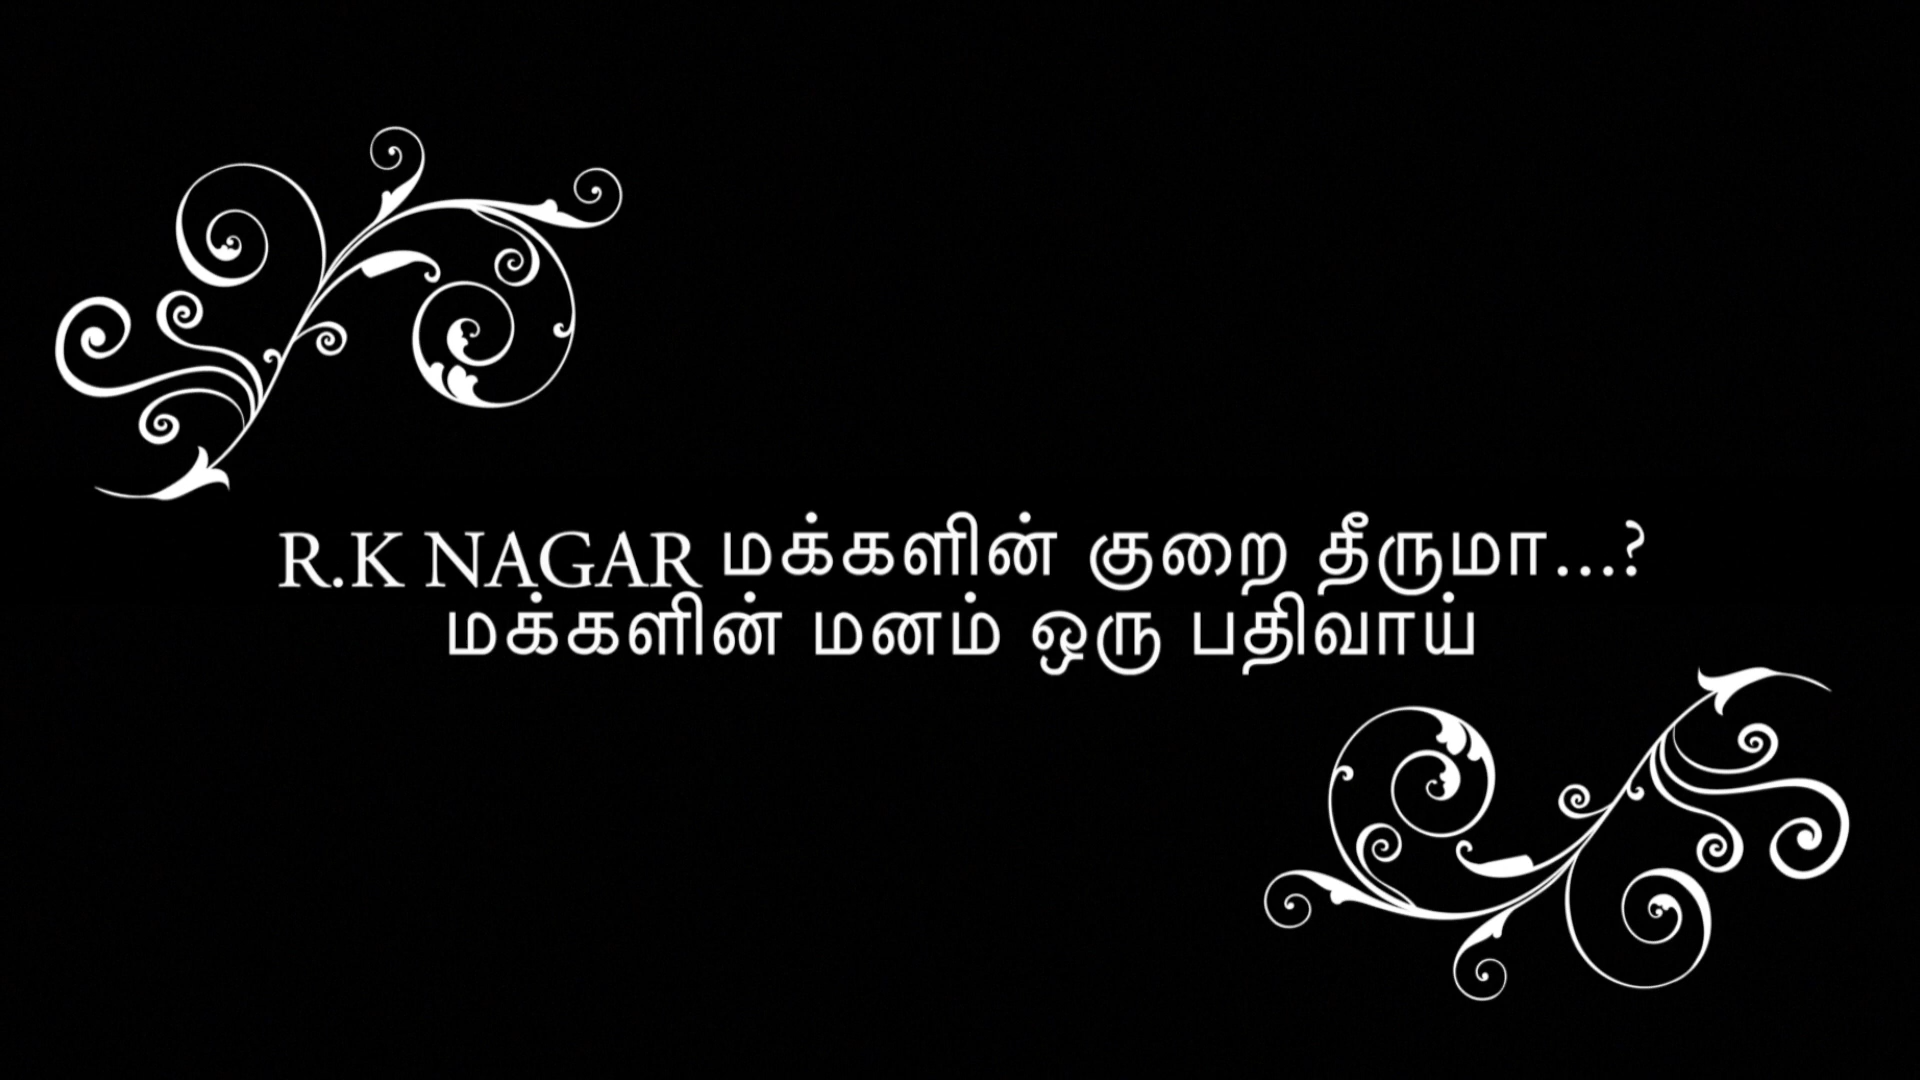 R.K NAGAR மக்களின் குறை தீருமா...?
மக்களின் மனம் ஒரு பதிவாய்